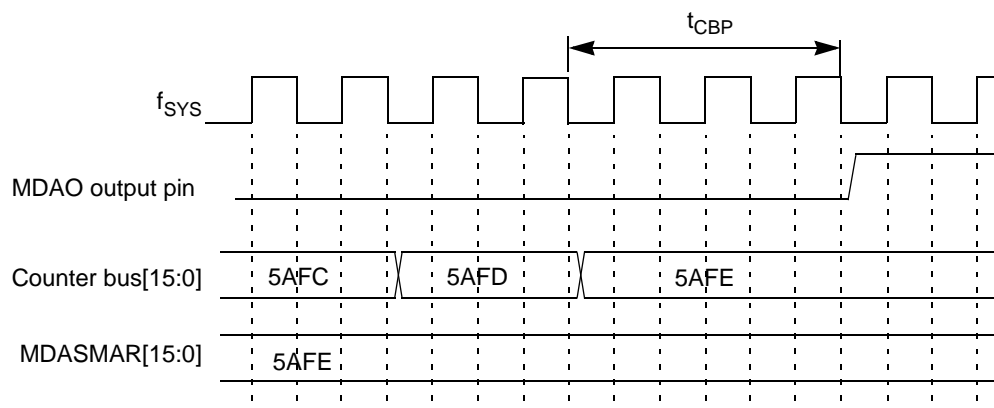 tCBP
fSYS
MDAO output pin
Counter bus[15:0] 5AFC 5AFD 5AFE
MDASMAR[15:0] 5AFE